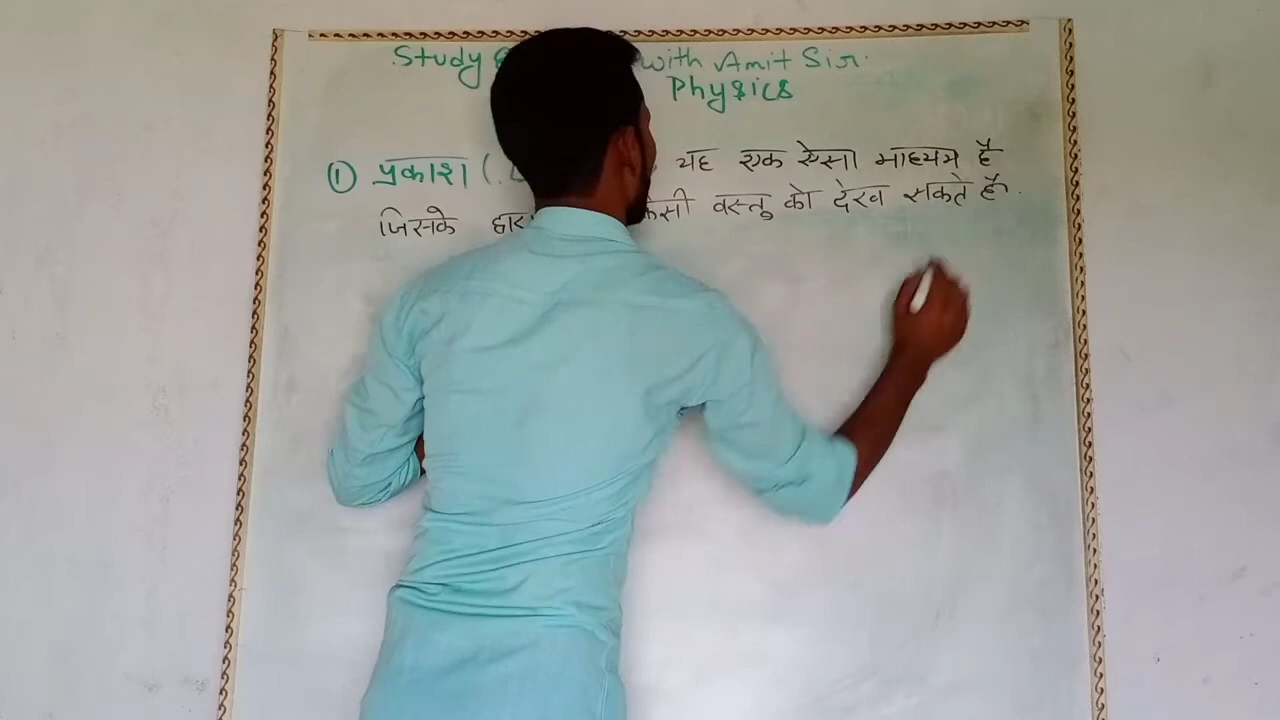 Study with Amit Sir.
Physics
① प्रकाश ( यह एक ऐसा माध्यम है
जिसके वस्तु को देख सकते हैं.